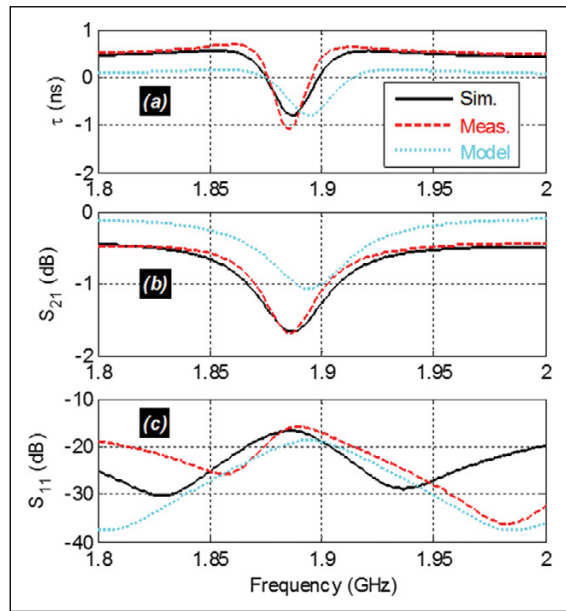 1
0
-1
-2
τ (ns)
(a)
Sim.
Meas.
Model
1.8
1.85
1.9
1.95
2
0
-1
-2
S21 (dB)
(b)
1.8
1.85
1.9
1.95
2
-10
-20
-30
-40
S11 (dB)
(c)
1.8
1.85
1.9
1.95
2
Frequency (GHz)